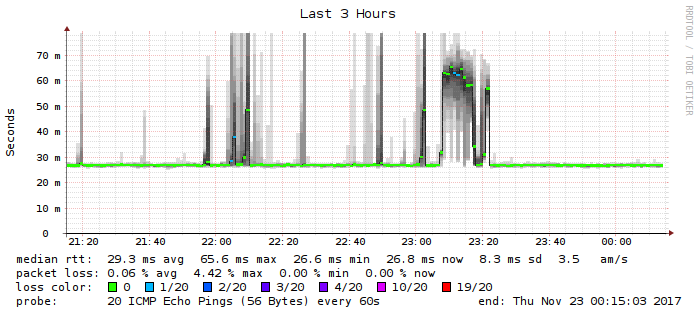 Last 3 Hours
RRDTOOL / TOBI OETIKER
Seconds
70 m
60 m
50 m
40 m
30 m
20 m
10 m
0
21:20 21:40 22:00 22:20 22:40 23:00 23:20 23:40 00:00
median rtt: 29.3 ms avg 65.6 ms max 26.6 ms min 26.8 ms now 8.3 ms sd 3.5 am/s
packet loss: 0.06 % avg 4.42 % max 0.00 % min 0.00 % now
loss color: 0 1/20 2/20 3/20 4/20 10/20 19/20
probe: 20 ICMP Echo Pings (56 Bytes) every 60s end: Thu Nov 23 00:15:03 2017